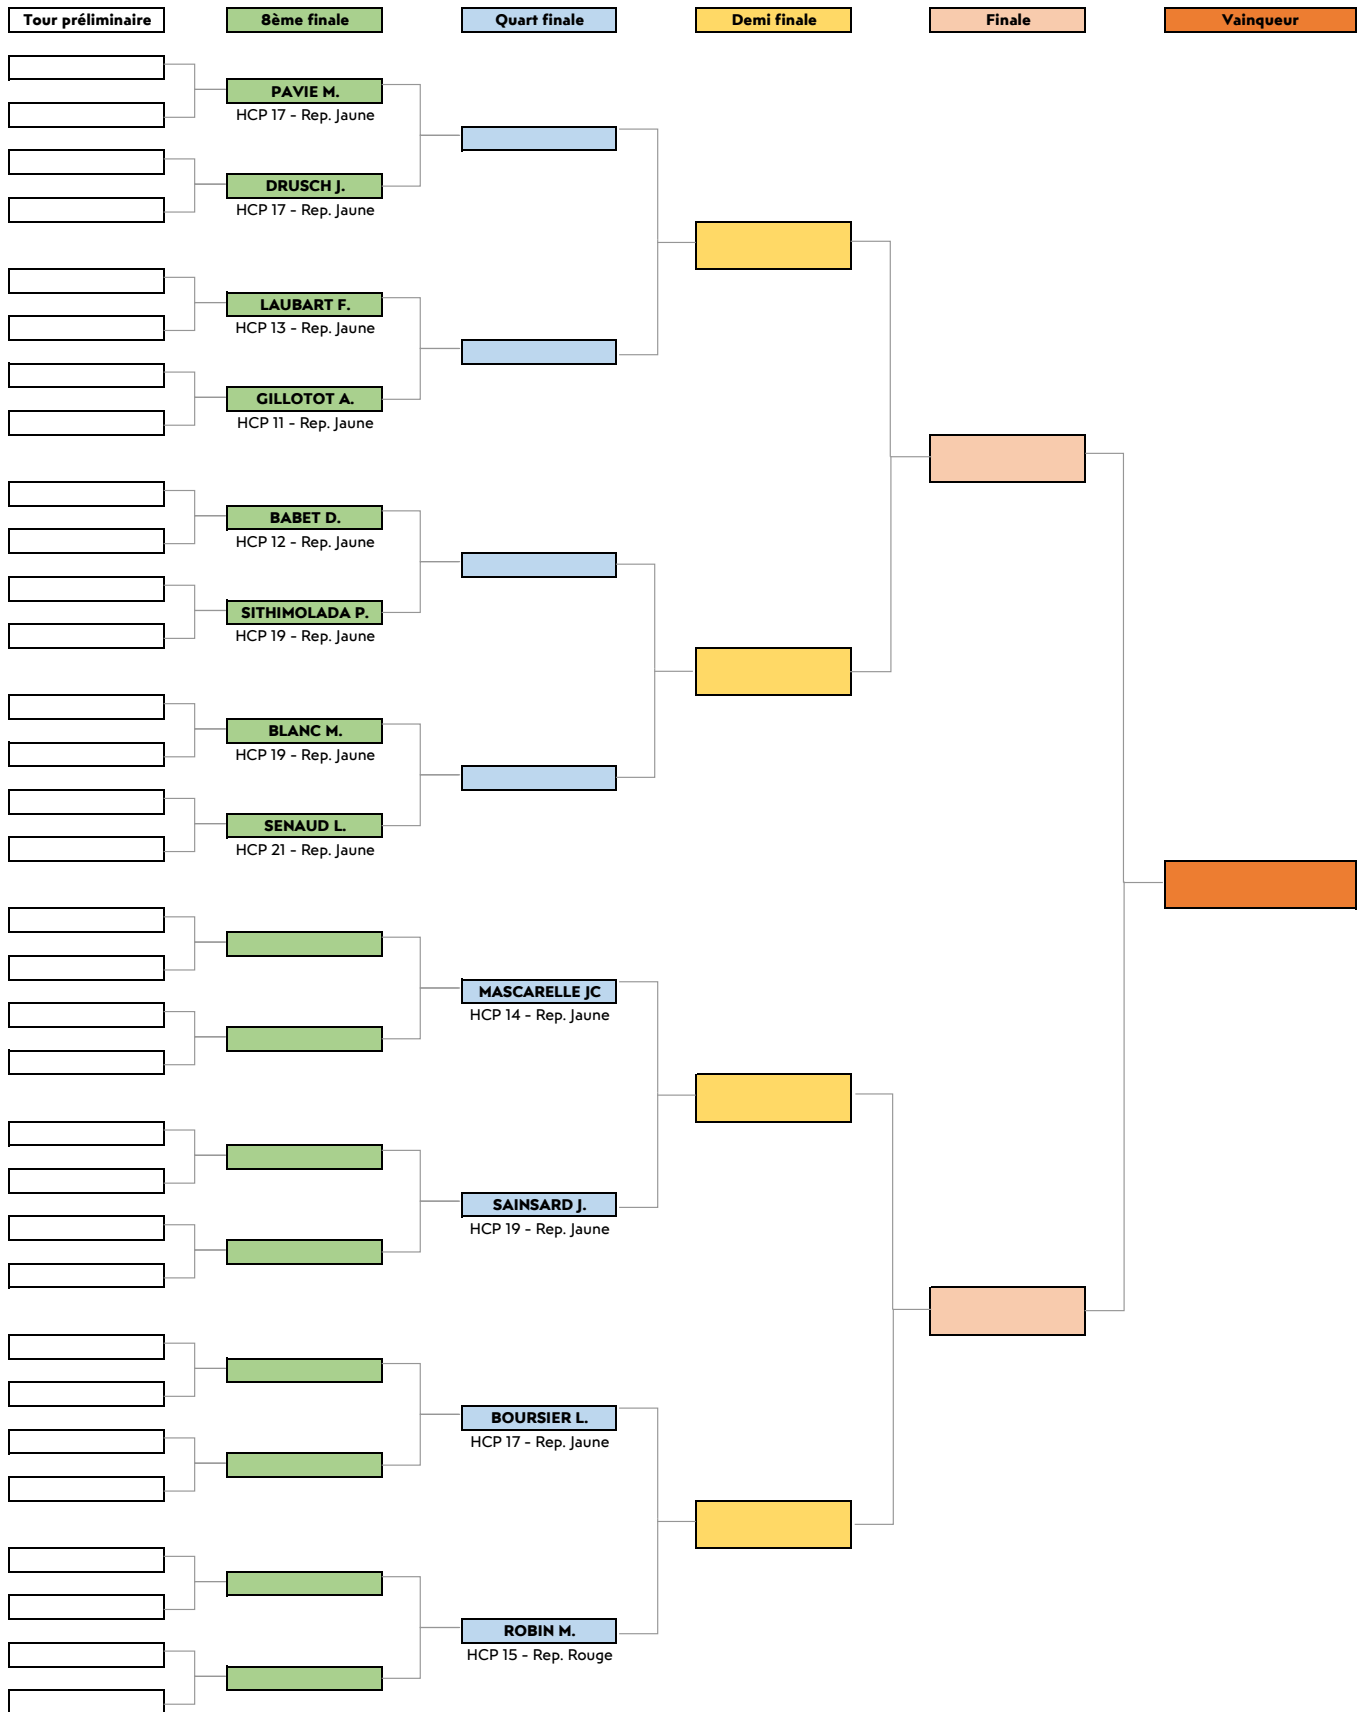 Tour préliminaire
8ème finale
Quart finale
Demi finale
Finale
Vainqueur
PAVIE M.
HCP 17 - Rep. Jaune
DRUSCH J.
HCP 17 - Rep. Jaune
LAUBART F.
HCP 13 - Rep. Jaune
GILLOTOT A.
HCP 11 - Rep. Jaune
BABET D.
HCP 12 - Rep. Jaune
SITHIMOLADA P.
HCP 19 - Rep. Jaune
BLANC M.
HCP 19 - Rep. Jaune
SENAUD L.
HCP 21 - Rep. Jaune
MASCARELLE JC
HCP 14 - Rep. Jaune
SAINSARD J.
HCP 19 - Rep. Jaune
BOURSIER L.
HCP 17 - Rep. Jaune
ROBIN M.
HCP 15 - Rep. Rouge